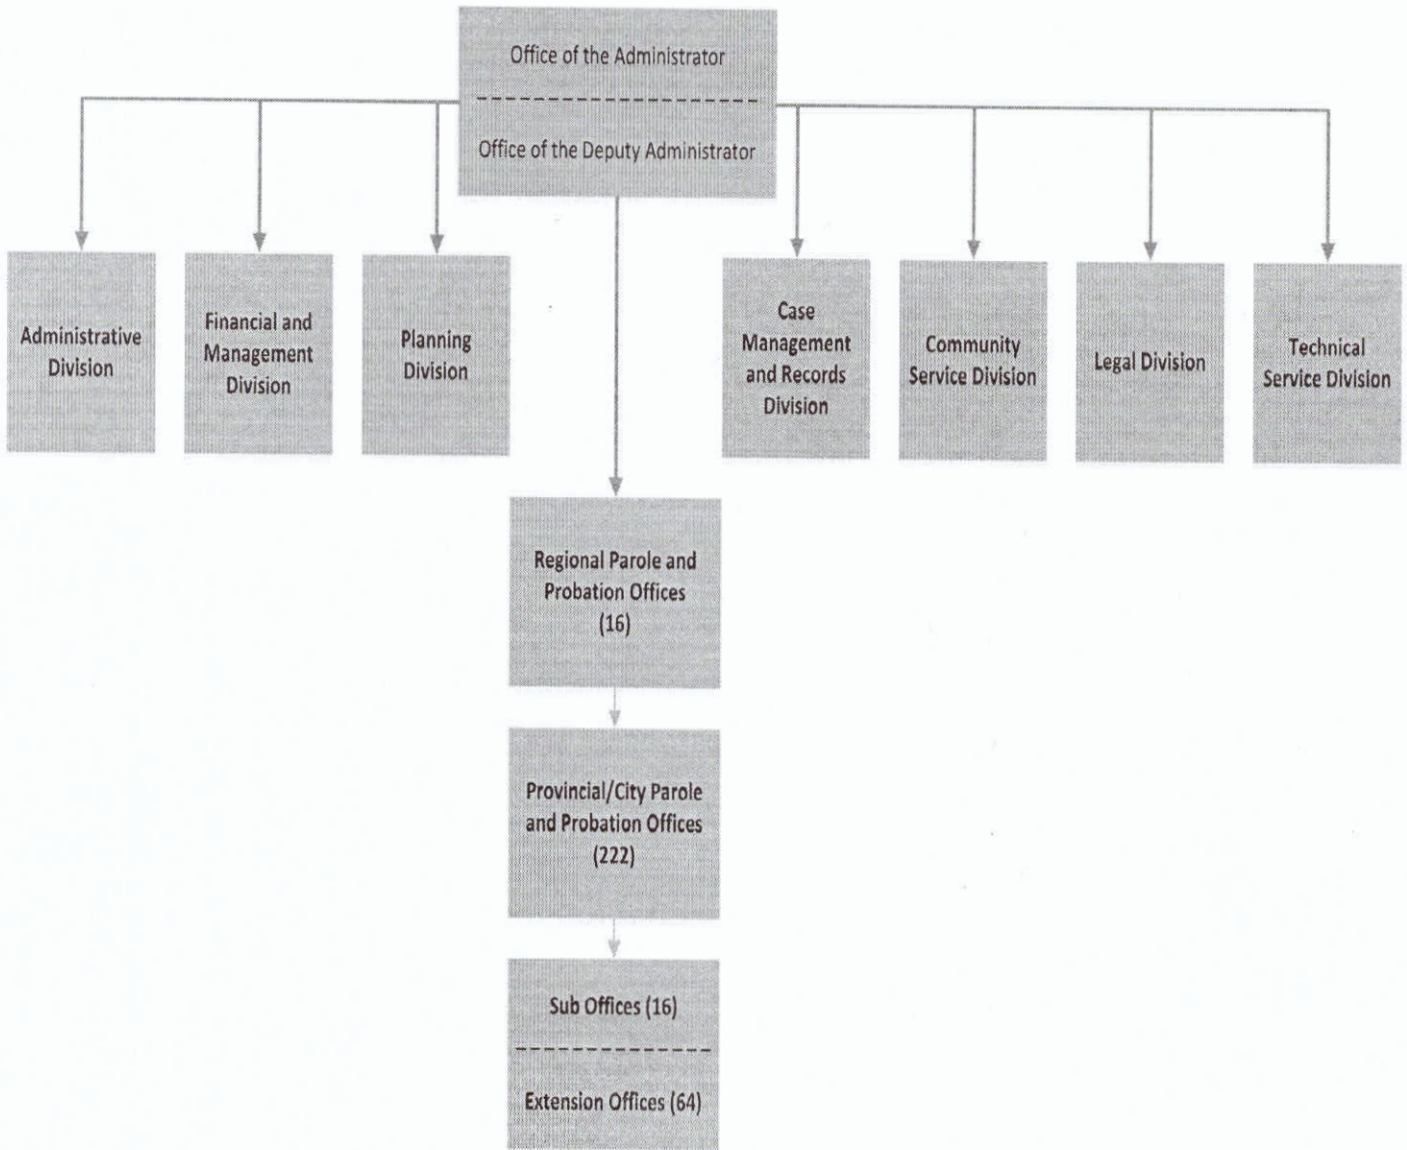 Office of the Administrator
Office of the Deputy Administrator
Administrative
Division
Financial and
Management
Division
Planning
Division
Case
Management
and Records
Division
Community
Service Division
Legal Division
Technical
Service Division
Regional Parole and
Probation Offices
(16)
Provincial/City Parole
and Probation Offices
(222)
Sub Offices (16)
Extension Offices (64)